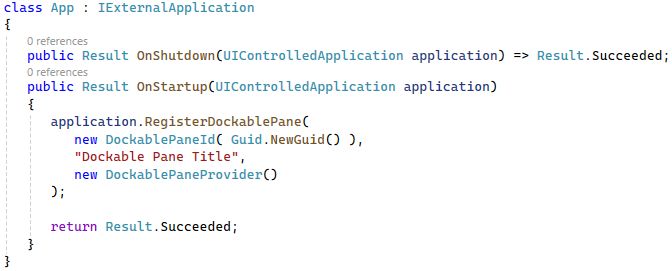 class App : IExternalApplication
{
0 references
public Result OnShutdown(UIControlledApplication application) => Result.Succeeded;
0 references
public Result OnStartup(UIControlledApplication application)
{
application.RegisterDockablePane(
new DockablePaneId( Guid.NewGuid() ),
"Dockable Pane Title",
new DockablePaneProvider()
);
return Result.Succeeded;
}
}